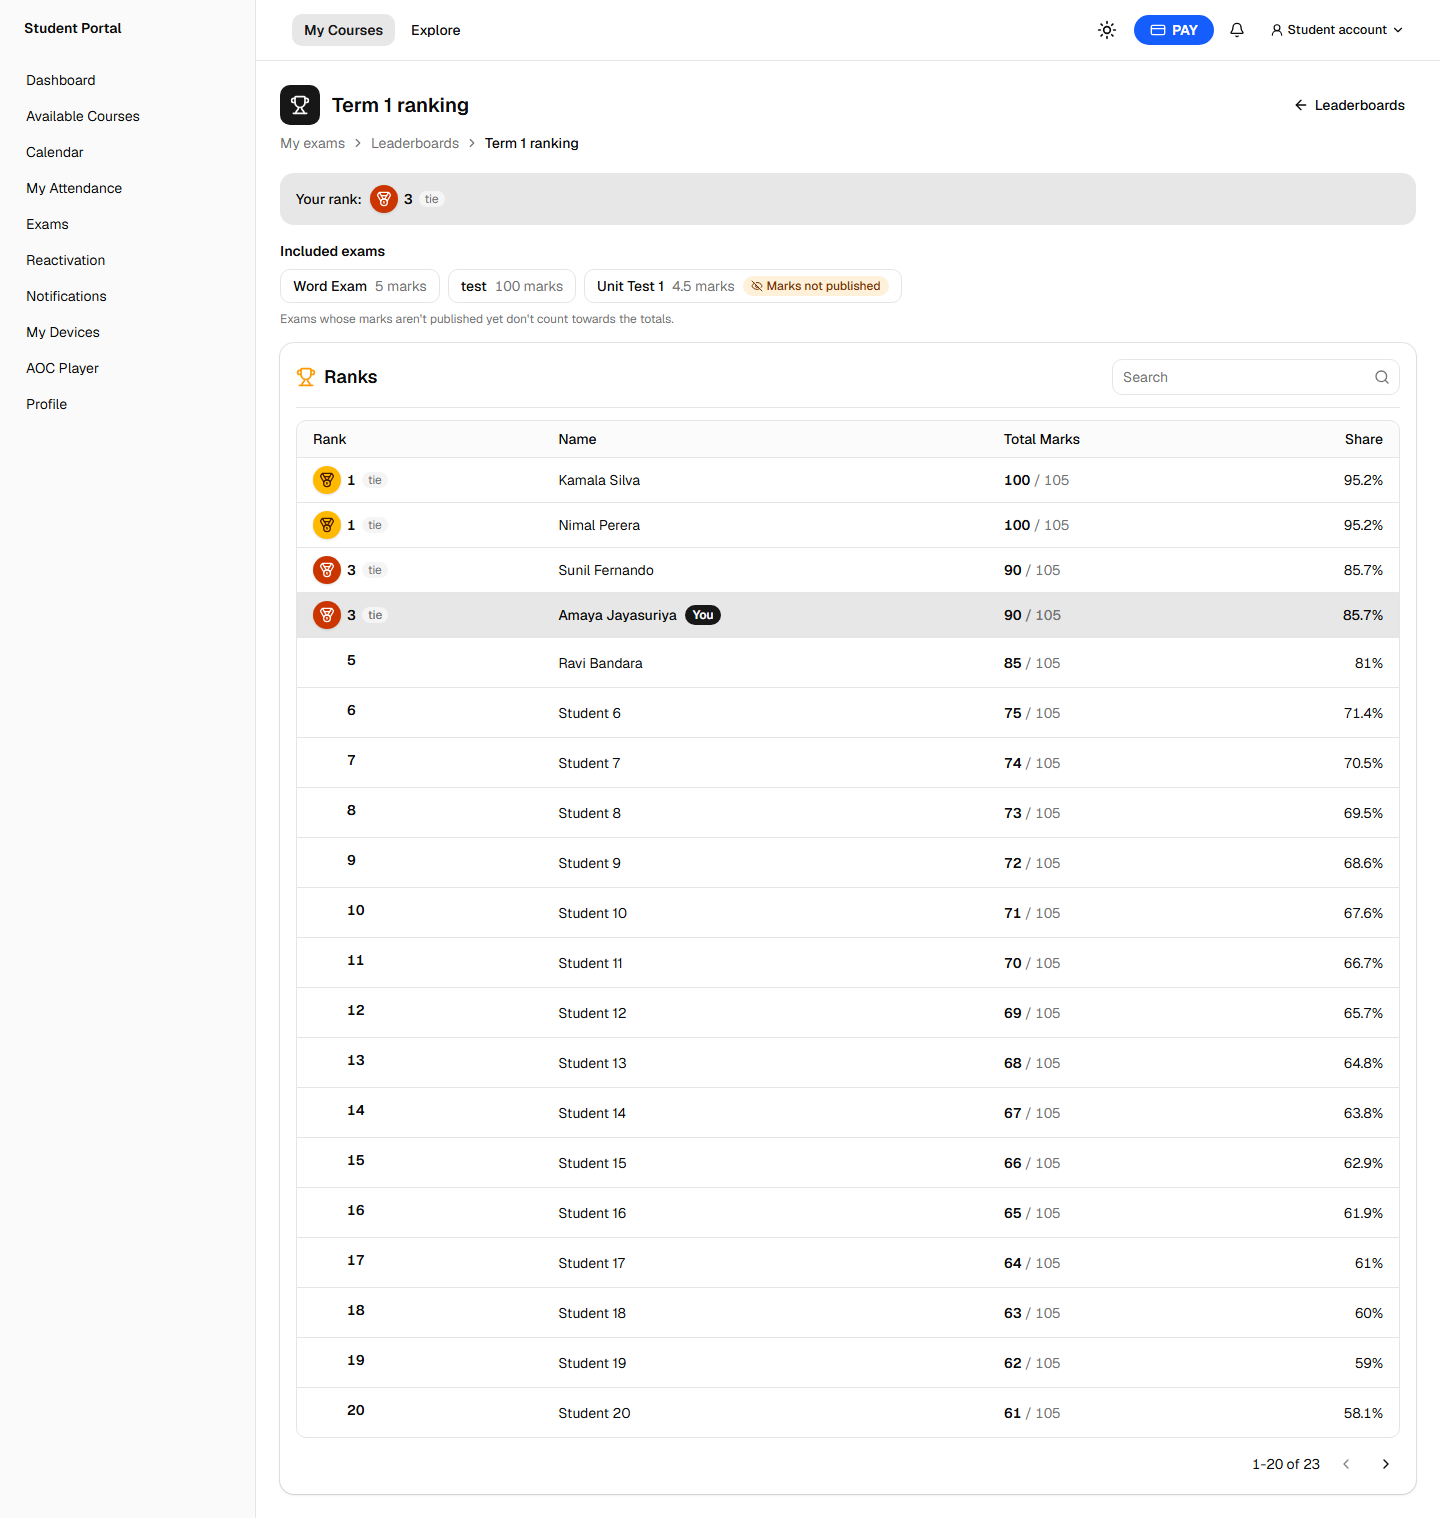 Student Portal
My Courses
Explore
PAY
Student account
Dashboard
Available Courses
Calendar
My Attendance
Exams
Reactivation
Notifications
My Devices
AOC Player
Profile
Term 1 ranking
Leaderboards
My exams > Leaderboards > Term 1 ranking
Your rank: 3 tie
Included exams
Word Exam 5 marks
test 100 marks
Unit Test 1 4.5 marks Marks not published
Exams whose marks aren't published yet don't count towards the totals.
Ranks
Search
Rank Name Total Marks Share
1 tie Kamala Silva 100 / 105 95.2%
1 tie Nimal Perera 100 / 105 95.2%
3 tie Sunil Fernando 90 / 105 85.7%
3 tie Amaya Jayasuriya You 90 / 105 85.7%
5 Ravi Bandara 85 / 105 81%
6 Student 6 75 / 105 71.4%
7 Student 7 74 / 105 70.5%
8 Student 8 73 / 105 69.5%
9 Student 9 72 / 105 68.6%
10 Student 10 71 / 105 67.6%
11 Student 11 70 / 105 66.7%
12 Student 12 69 / 105 65.7%
13 Student 13 68 / 105 64.8%
14 Student 14 67 / 105 63.8%
15 Student 15 66 / 105 62.9%
16 Student 16 65 / 105 61.9%
17 Student 17 64 / 105 61%
18 Student 18 63 / 105 60%
19 Student 19 62 / 105 59%
20 Student 20 61 / 105 58.1%
1-20 of 23